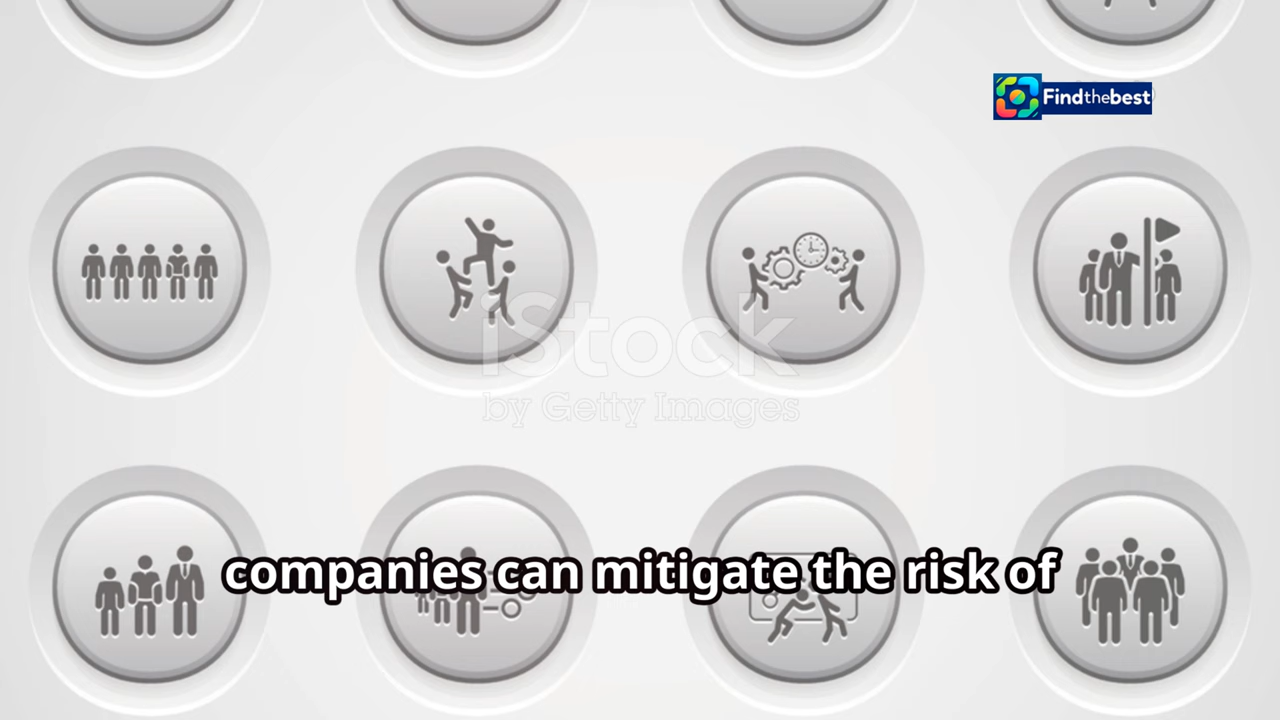 Findthebest
iStock
by Getty Images
companies can mitigate the risk of